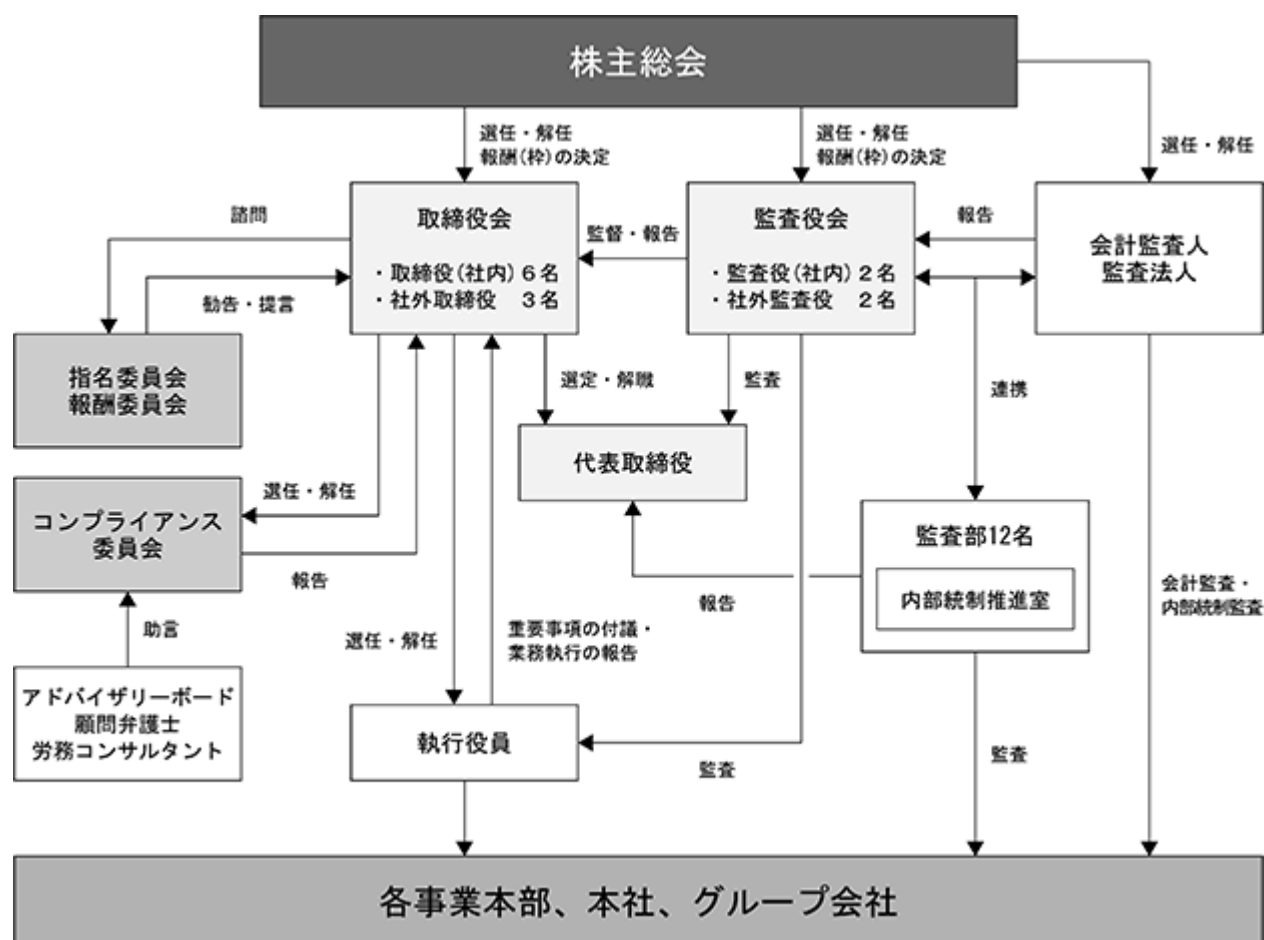 株主総会
選任・解任
報酬(枠)の決定
選任・解任
報酬(枠)の決定
選任・解任
取締役会
・取締役(社内)6名
・社外取締役 3名
監査役会
・監査役(社内)2名
・社外監査役 2名
会計監査人
監査法人
諮問
監督・報告
報告
勧告・提言
指名委員会
報酬委員会
選定・解職
監査
連携
代表取締役
選任・解任
コンプライアンス
委員会
報告
監査部12名
内部統制推進室
報告
会計監査・
内部統制監査
助言
選任・解任
重要事項の付議・
業務執行の報告
アドバイザリーボード
顧問弁護士
労務コンサルタント
執行役員
監査
監査
各事業本部、本社、グループ会社